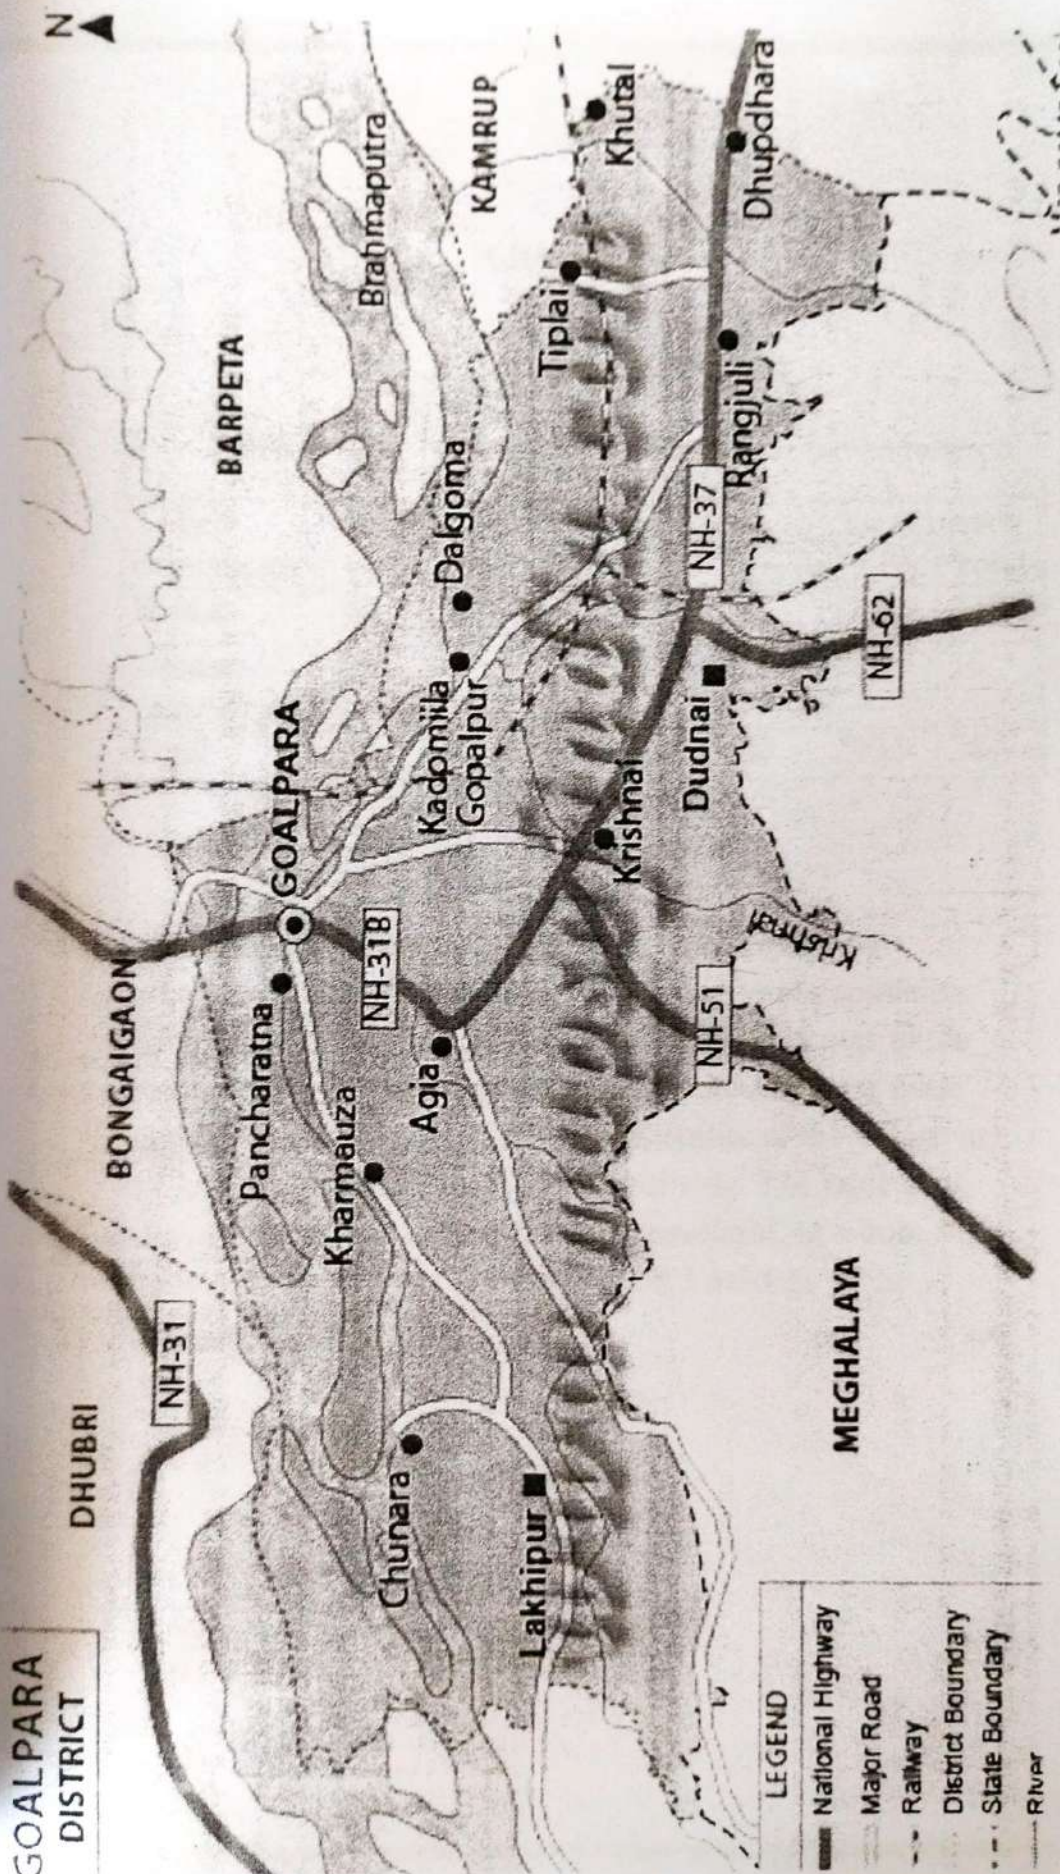 GOALPARA
DISTRICT
N
DHUBRI
BONGAIGAON
BARPETA
KAMRUP
MEGHALAYA
NH-31
NH-31B
NH-37
NH-51
NH-62
GOALPARA
Pancharatna
Kharmauza
Agia
Chunara
Lakhipur
Kadomiila
Gopalpur
Dalgoma
Brahmaputra
Tiplai
Khutal
Dhupdhara
Rangjuli
Dudnai
Krishnai
Krishnai
LEGEND
National Highway
Major Road
Railway
District Boundary
State Boundary
River